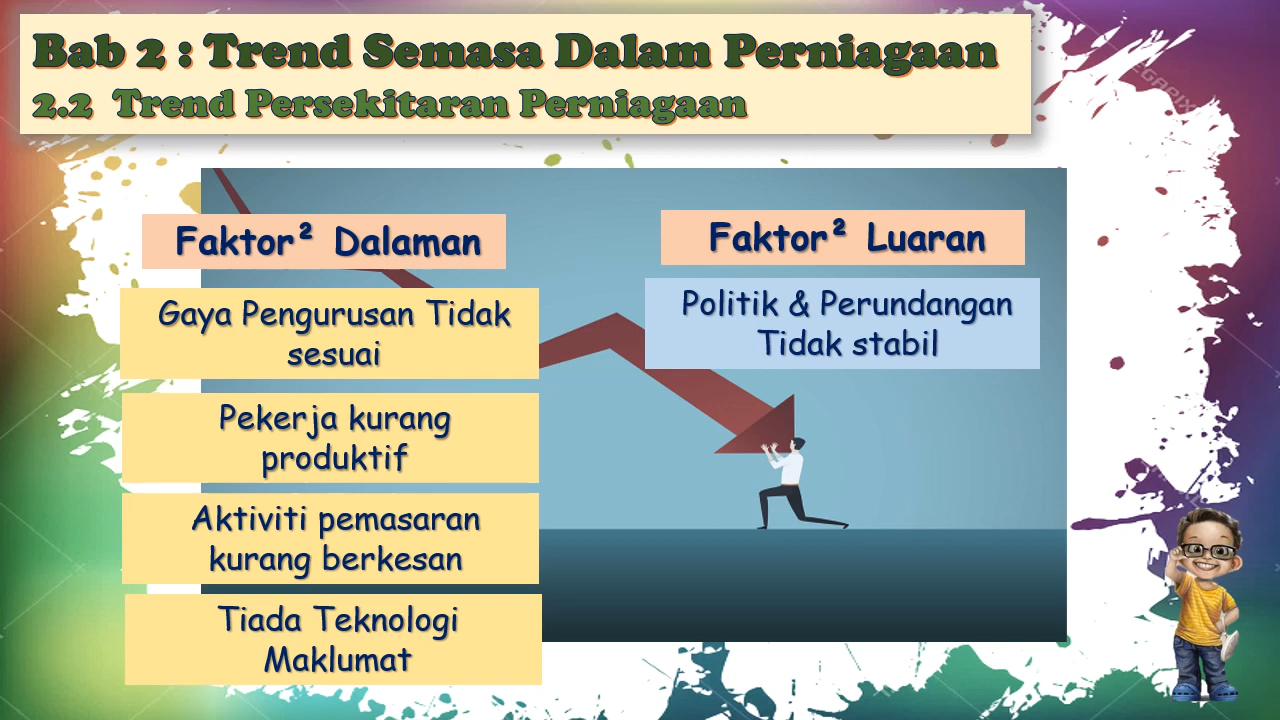 Bab 2 : Trend Semasa Dalam Perniagaan
2.2 Trend Persekitaran Perniagaan
Faktor² Dalaman
Gaya Pengurusan Tidak
sesuai
Pekerja kurang
produktif
Aktiviti pemasaran
kurang berkesan
Tiada Teknologi
Maklumat
Faktor² Luaran
Politik & Perundangan
Tidak stabil